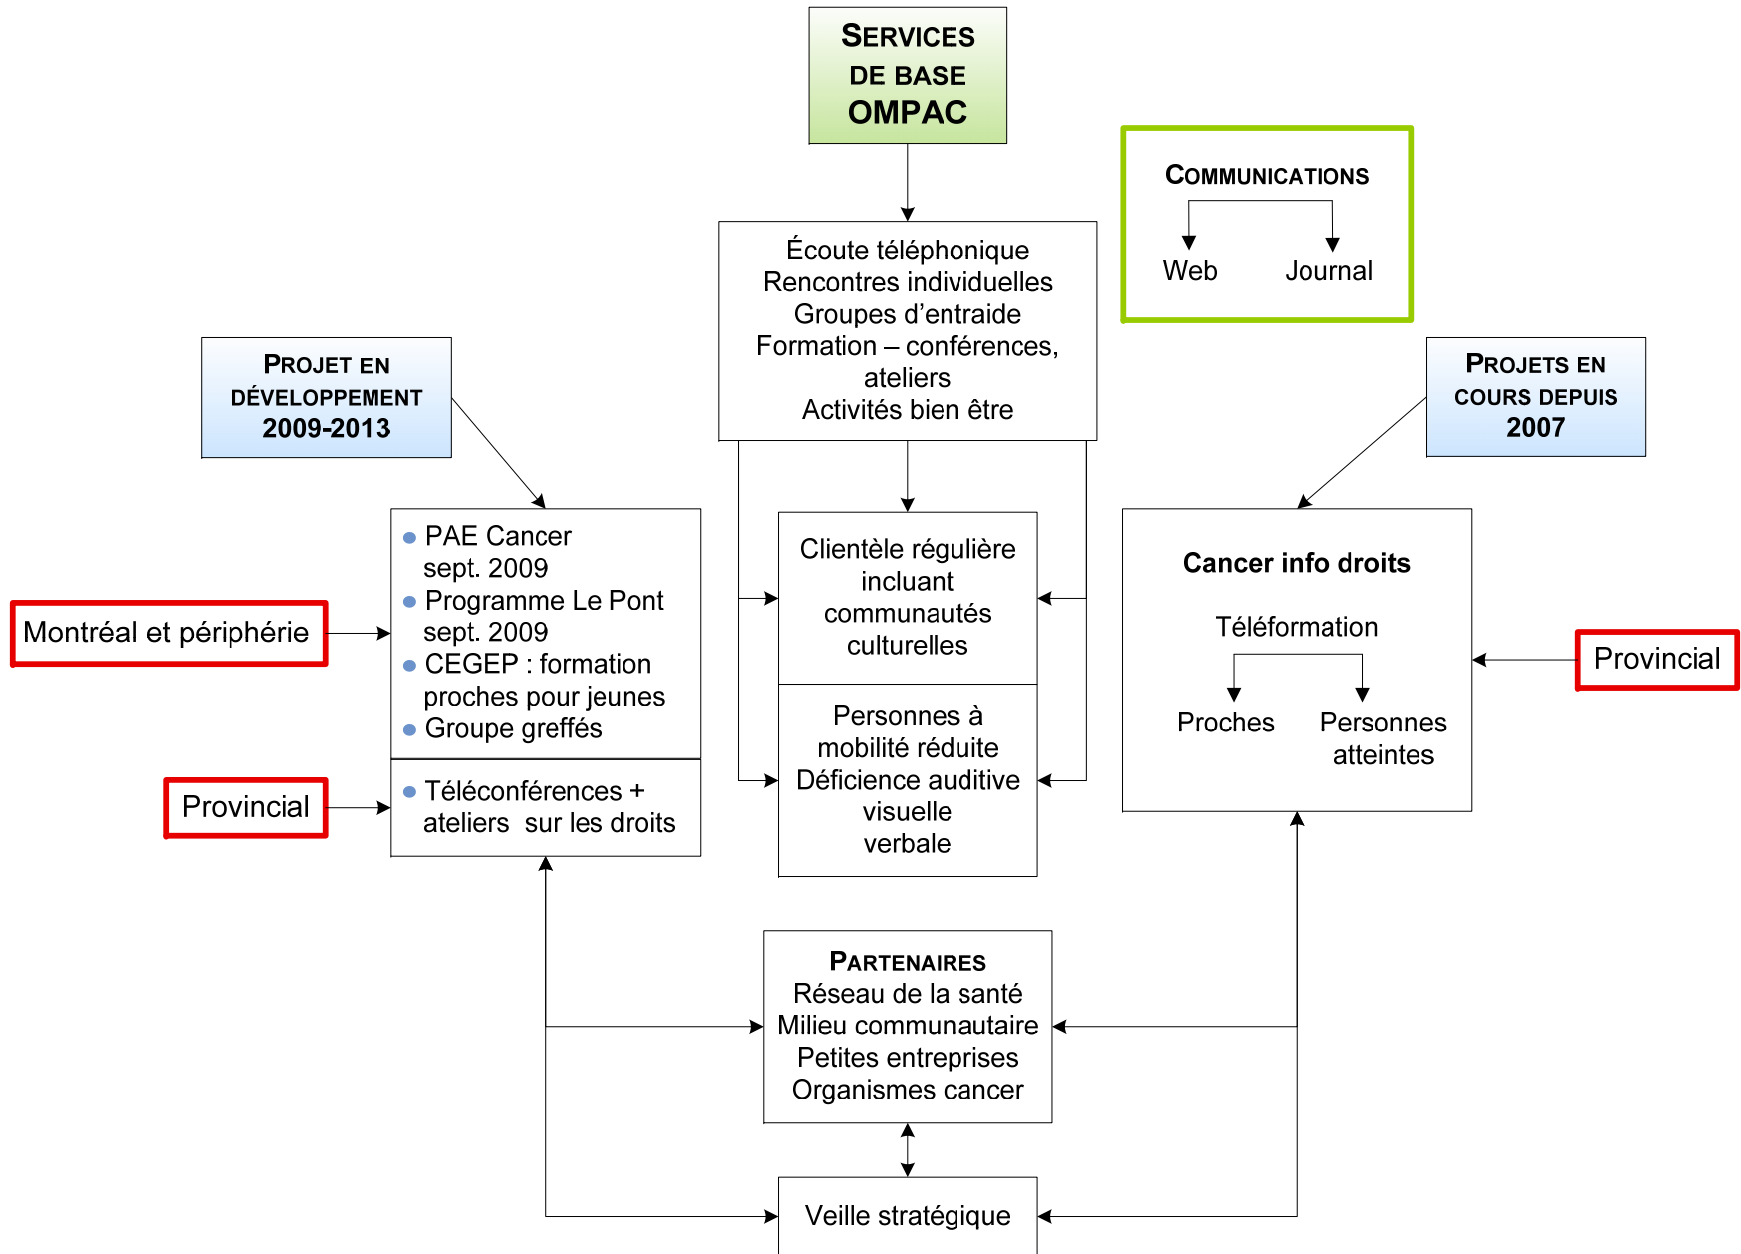 SERVICES
DE BASE
OMPAC
COMMUNICATIONS
Web
Journal
Écoute téléphonique
Rencontres individuelles
Groupes d’entraide
Formation – conférences,
ateliers
Activités bien être
PROJET EN
DÉVELOPPEMENT
2009-2013
PROJETS EN
COURS DEPUIS
2007
Montréal et périphérie
PAE Cancer
sept. 2009
Programme Le Pont
sept. 2009
CEGEP : formation
proches pour jeunes
Groupe greffés
Provincial
Téléconférences +
ateliers sur les droits
Clientèle régulière
incluant
communautés
culturelles
Personnes à
mobilité réduite
Déficience auditive
visuelle
verbale
Cancer info droits
Téléformation
Proches
Personnes
atteintes
Provincial
PARTENAIRES
Réseau de la santé
Milieu communautaire
Petites entreprises
Organismes cancer
Veille stratégique